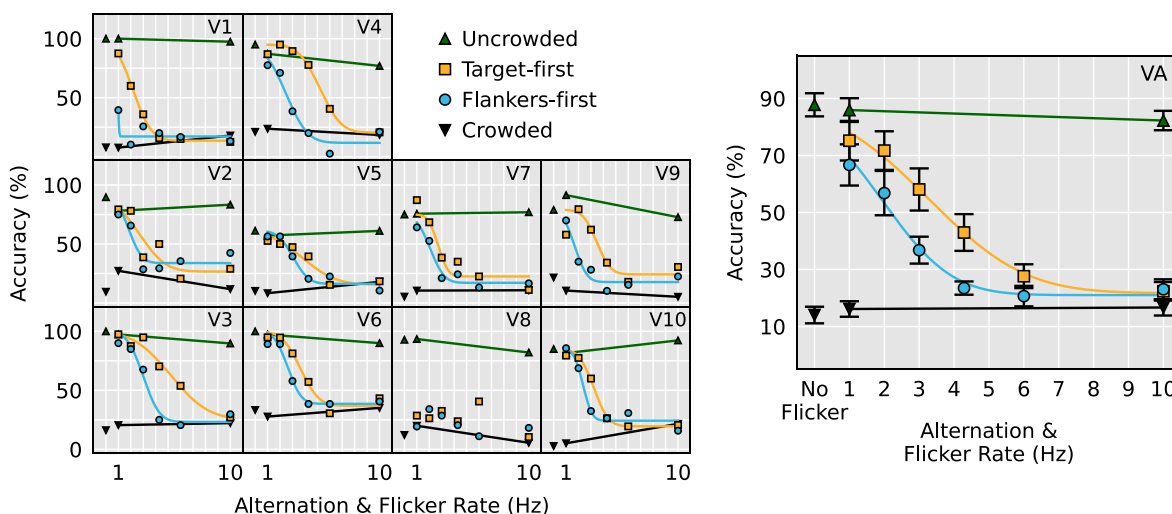 V1
V4
100
50
Uncrowded
Target-first
Flankers-first
Crowded
V2
V5
V7
V9
100
50
V3
V6
V8
V10
100
50
0
1 10 1 10 1 10 1 10
Accuracy (%)
Alternation & Flicker Rate (Hz)
VA
90
70
50
30
10
Accuracy (%)
No 1 2 3 4 5 6 7 8 9 10
Flicker
Alternation &
Flicker Rate (Hz)